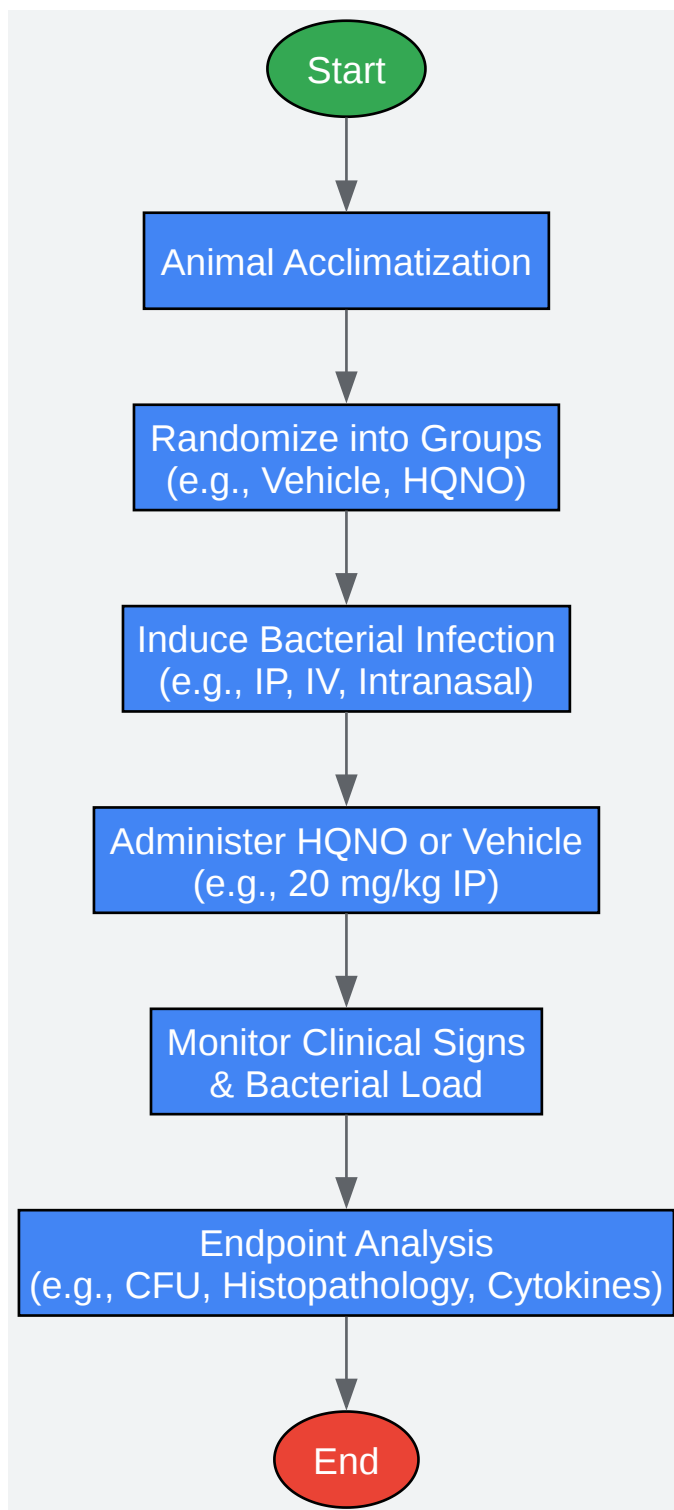 Start
Animal Acclimatization
Randomize into Groups
(e.g., Vehicle, HQNO)
Induce Bacterial Infection
(e.g., IP, IV, Intranasal)
Administer HQNO or Vehicle
(e.g., 20 mg/kg IP)
Monitor Clinical Signs
& Bacterial Load
Endpoint Analysis
(e.g., CFU, Histopathology, Cytokines)
End